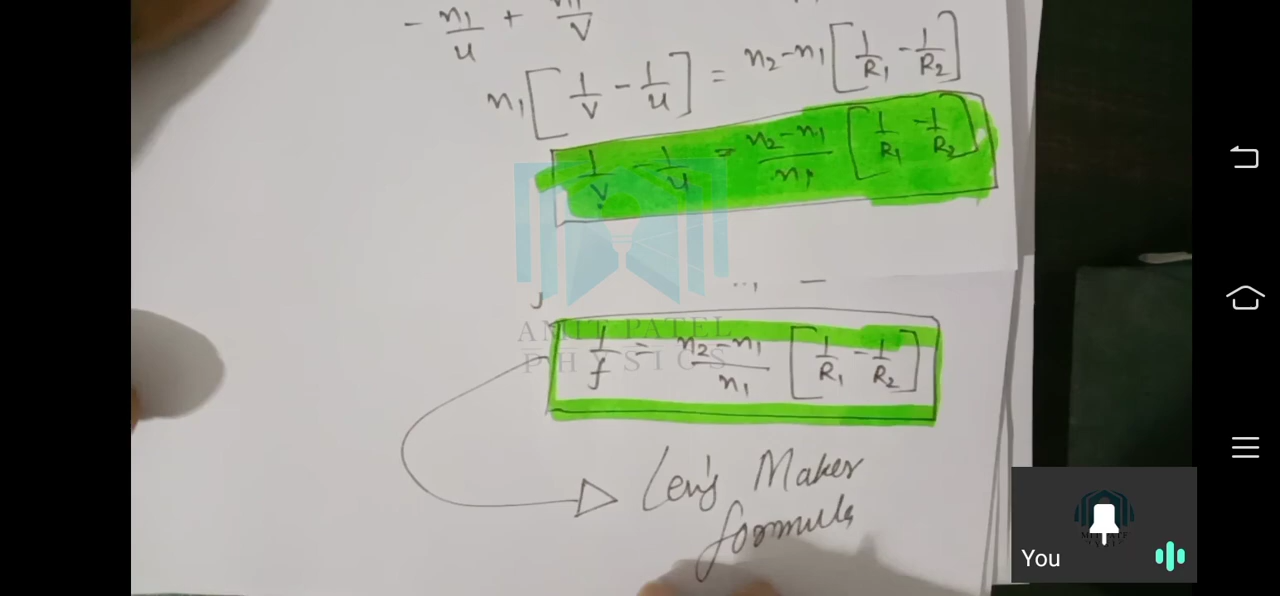 - n₁/u + n₁/v
n₁[1/v - 1/u] = n₂-n₁[1/R₁ - 1/R₂]
1/v - 1/u = n₂-n₁/n₁ [1/R₁ - 1/R₂]
AMIT PATEL
PHYSICS
1/f = n₂-n₁/n₁ [1/R₁ - 1/R₂]
Len's Maker
formula
You